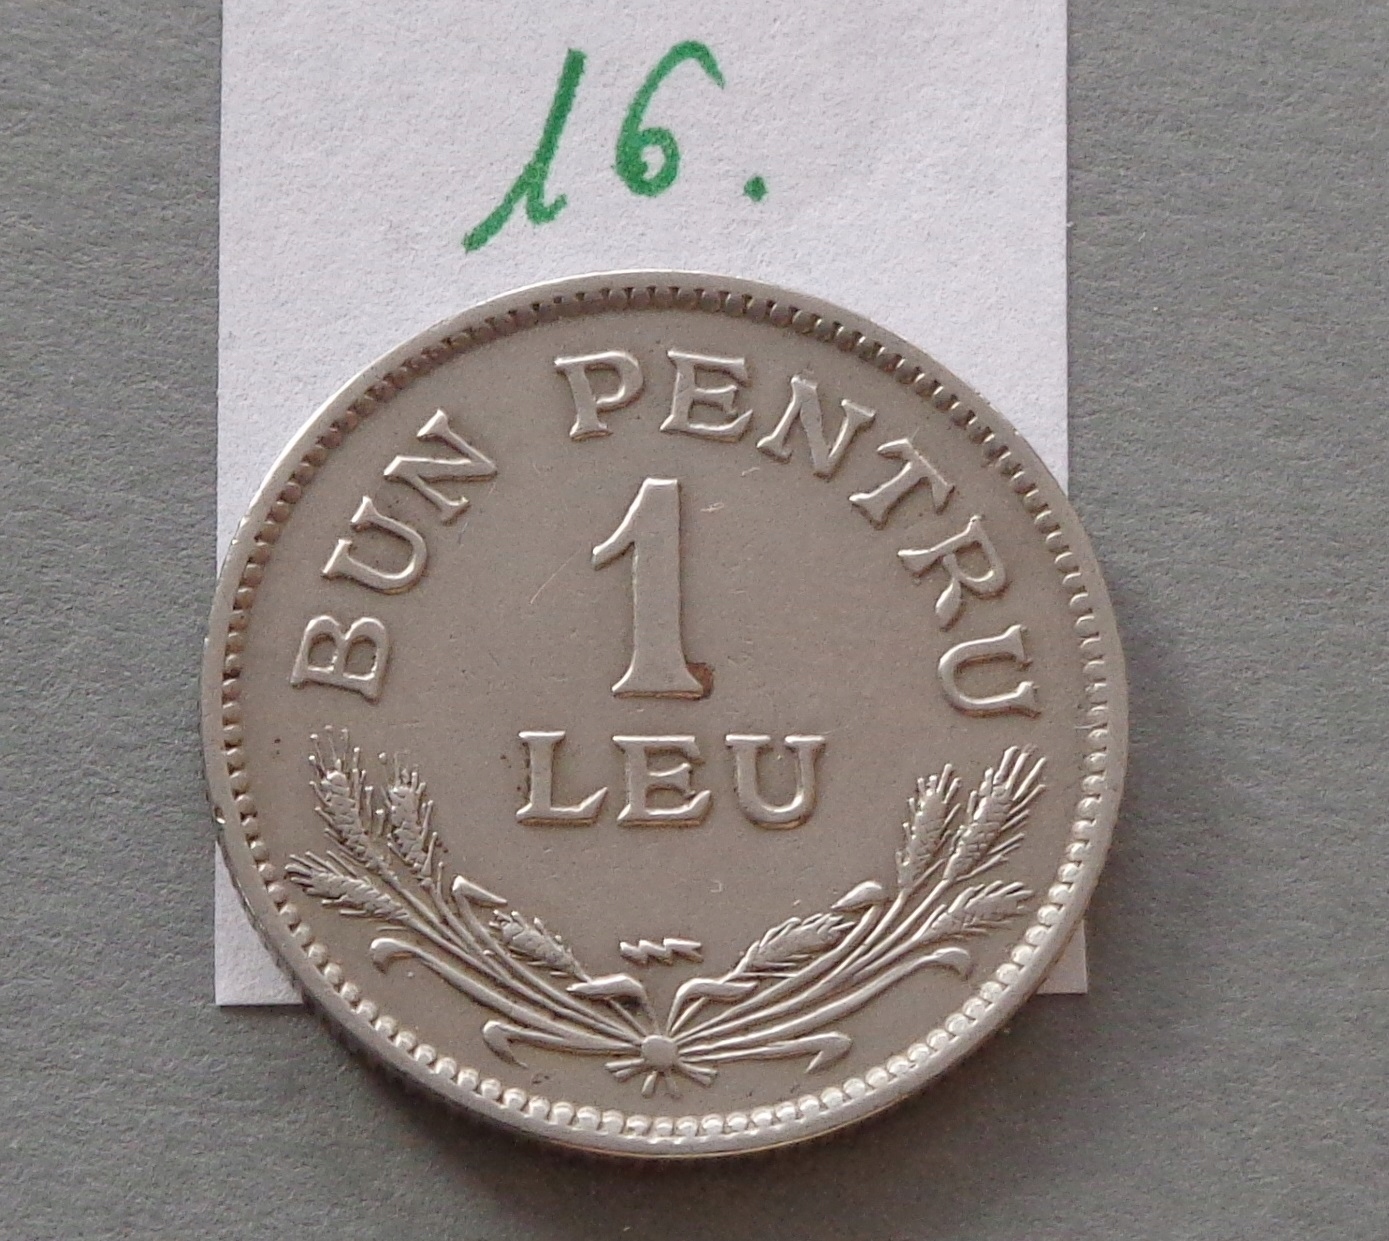 16.
BUN PENTRU
1
LEU